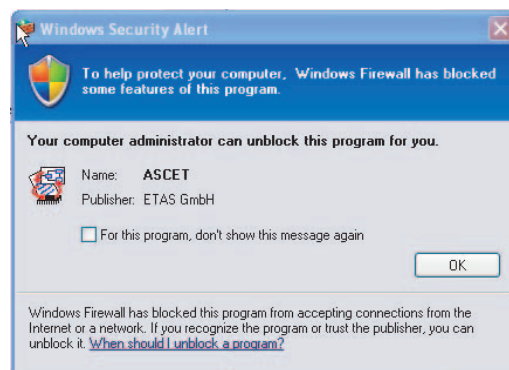 Windows Security Alert
To help protect your computer, Windows Firewall has blocked
some features of this program.
Your computer administrator can unblock this program for you.
Name: ASCET
Publisher: ETAS GmbH
For this program, don't show this message again
OK
Windows Firewall has blocked this program from accepting connections from the
Internet or a network. If you recognize the program or trust the publisher, you can
unblock it. When should I unblock a program?